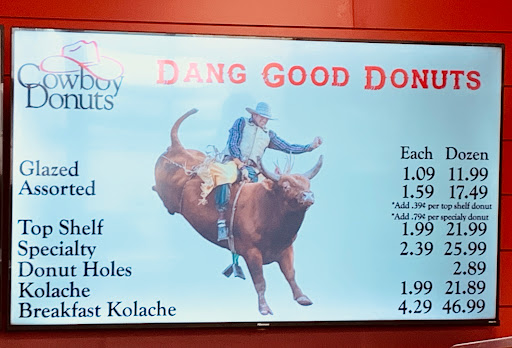 Cowboy
Donuts
Dang Good Donuts
Each Dozen
Glazed 1.09 11.99
Assorted 1.59 17.49
*Add .39¢ per top shelf donut
*Add .79¢ per specialy donut
Top Shelf 1.99 21.99
Specialty 2.39 25.99
Donut Holes 2.89
Kolache 1.99 21.89
Breakfast Kolache 4.29 46.99
Hisense